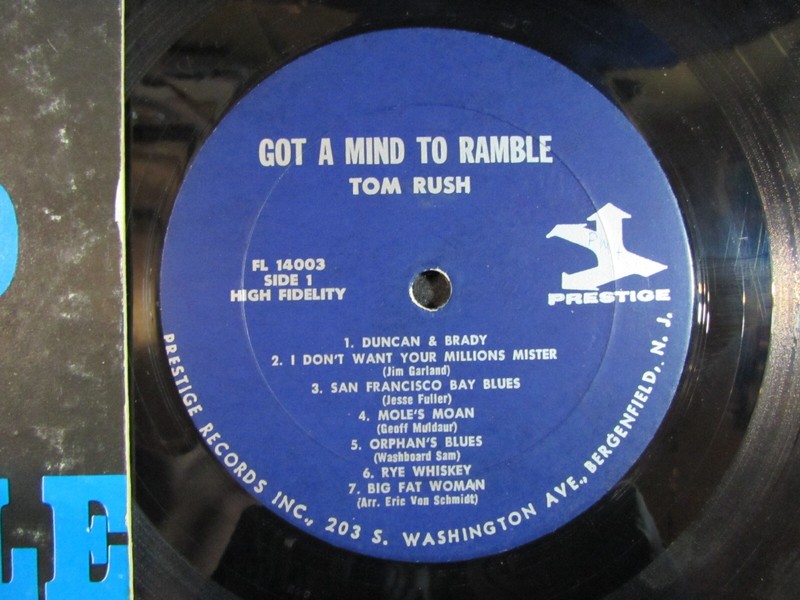 GOT A MIND TO RAMBLE
TOM RUSH
FL 14003
SIDE 1
HIGH FIDELITY
PRESTIGE
1. DUNCAN & BRADY
2. I DON'T WANT YOUR MILLIONS MISTER
(Jim Garland)
3. SAN FRANCISCO BAY BLUES
(Jesse Fuller)
4. MOLE'S MOAN
(Geoff Muldaur)
5. ORPHAN'S BLUES
(Washboard Sam)
6. RYE WHISKEY
7. BIG FAT WOMAN
(Arr. Eric Von Schmidt)
PRESTIGE RECORDS INC., 203 S. WASHINGTON AVE., BERGENFIELD, N. J.
LE